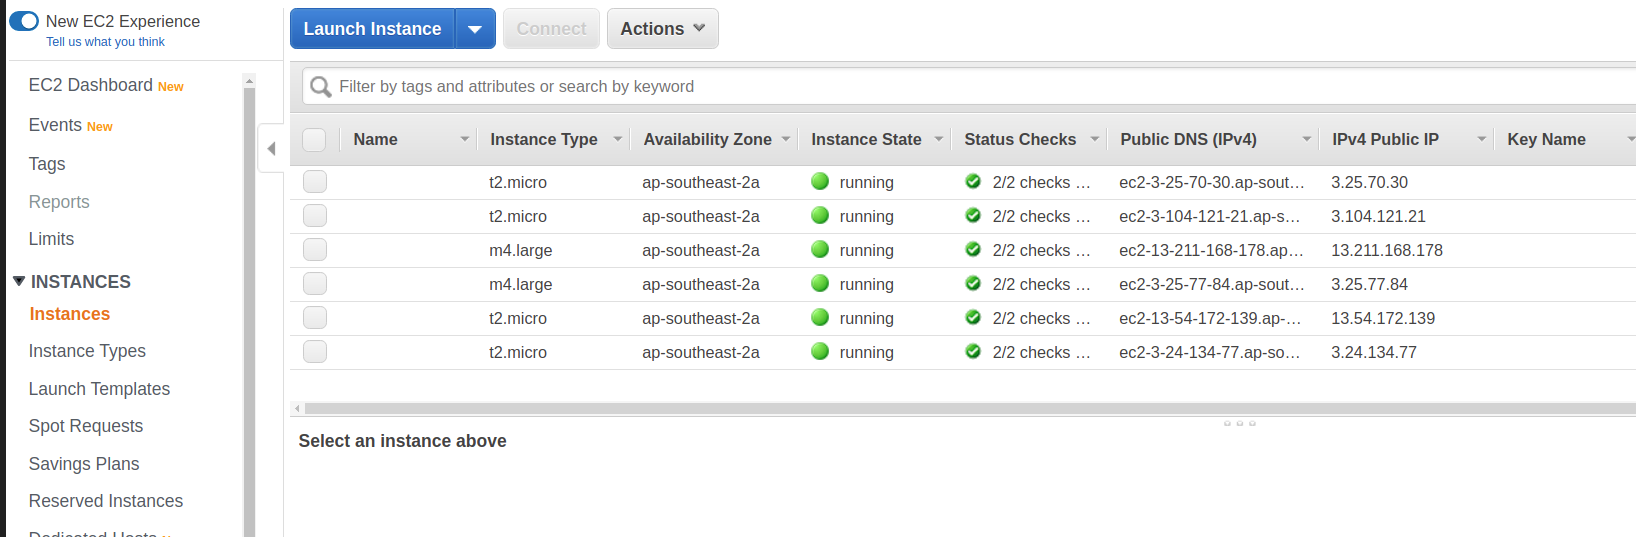 New EC2 Experience
Tell us what you think
EC2 Dashboard New
Events New
Tags
Reports
Limits
INSTANCES
Instances
Instance Types
Launch Templates
Spot Requests
Savings Plans
Reserved Instances
Dedicated Hosts
Launch Instance Connect Actions
Filter by tags and attributes or search by keyword
Name Instance Type Availability Zone Instance State Status Checks Public DNS (IPv4) IPv4 Public IP Key Name
t2.micro ap-southeast-2a running 2/2 checks ... ec2-3-25-70-30.ap-sout... 3.25.70.30
t2.micro ap-southeast-2a running 2/2 checks ... ec2-3-104-121-21.ap-s... 3.104.121.21
m4.large ap-southeast-2a running 2/2 checks ... ec2-13-211-168-178.ap... 13.211.168.178
m4.large ap-southeast-2a running 2/2 checks ... ec2-3-25-77-84.ap-sout... 3.25.77.84
t2.micro ap-southeast-2a running 2/2 checks ... ec2-13-54-172-139.ap-... 13.54.172.139
t2.micro ap-southeast-2a running 2/2 checks ... ec2-3-24-134-77.ap-so... 3.24.134.77
Select an instance above